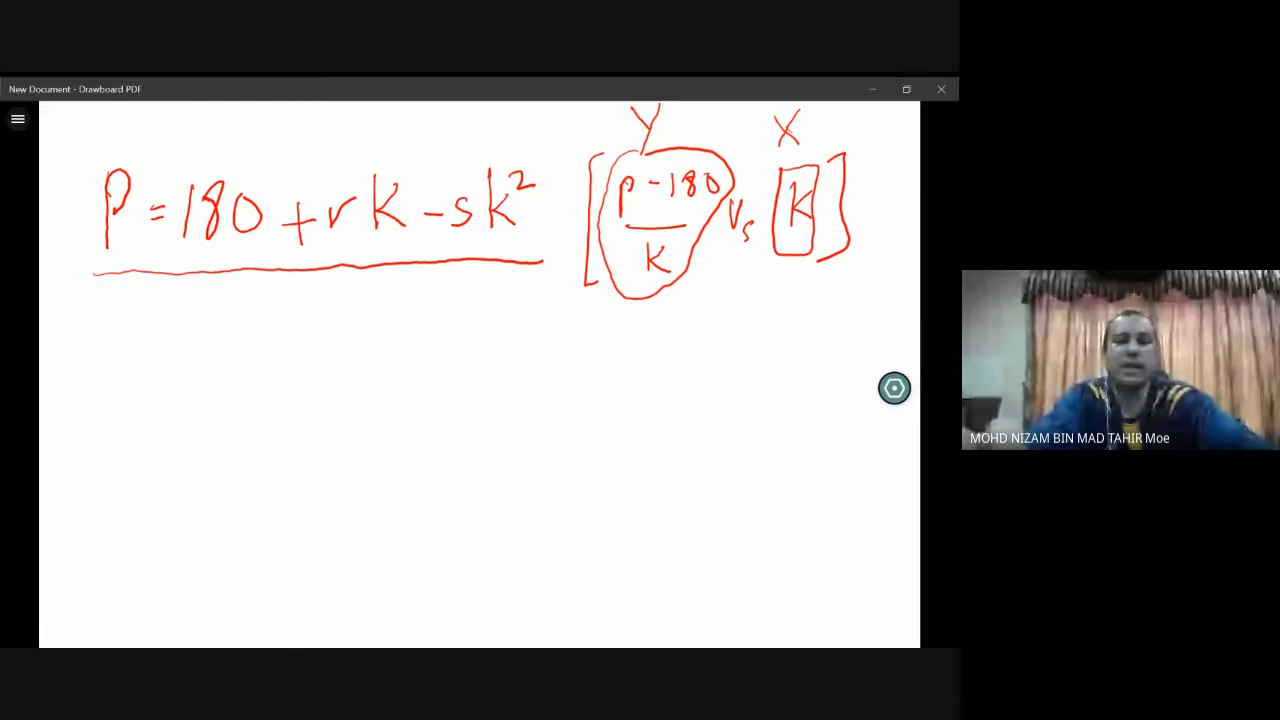 New Document - Drawboard PDF
Y X
P = 180 + rk - sk² [ P - 180 / K Vs K ]
MOHD NIZAM BIN MAD TAHIR Moe